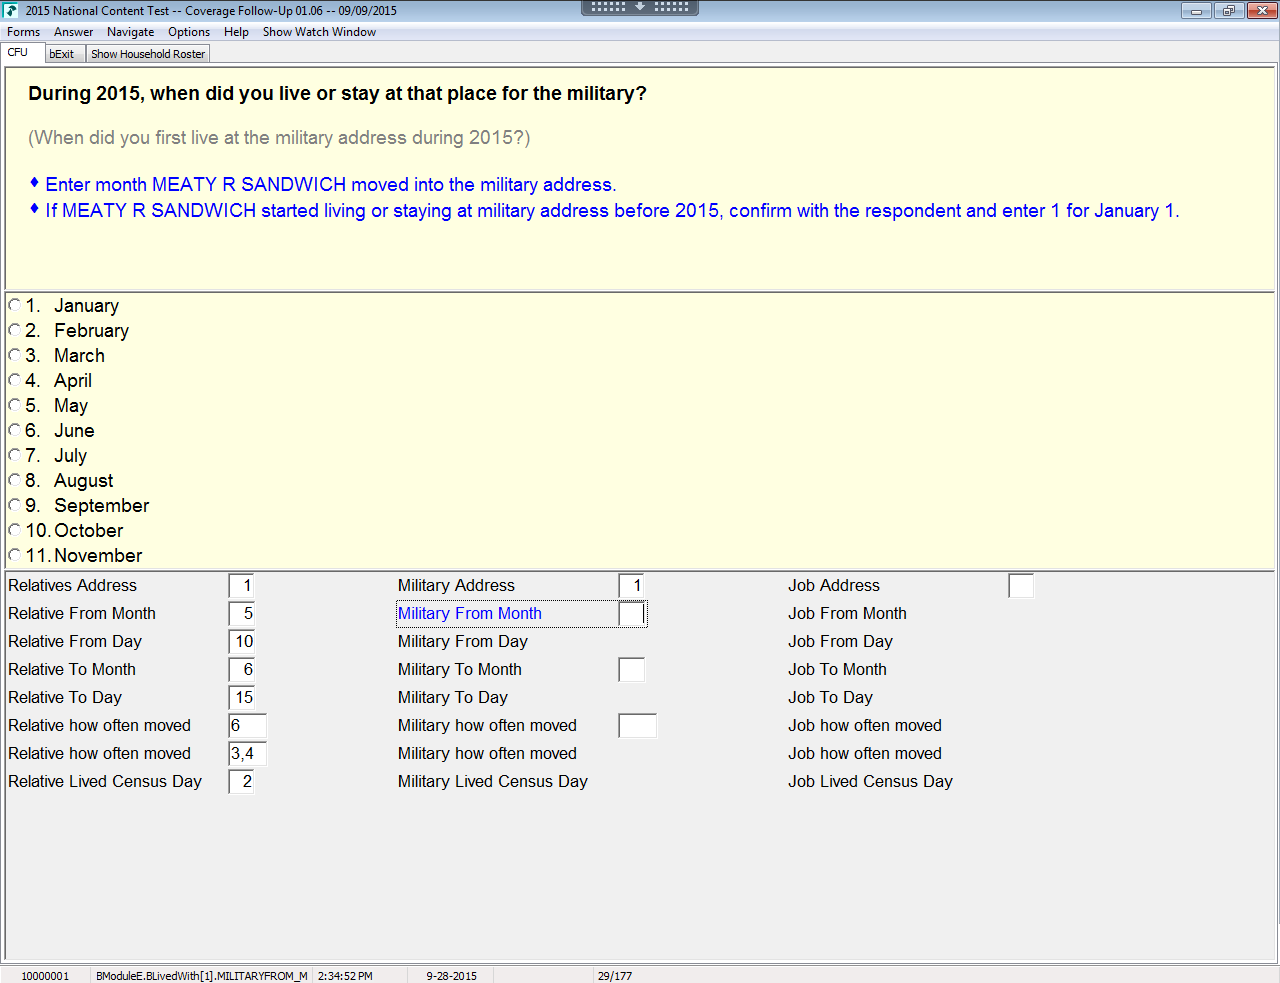 2015 National Content Test -- Coverage Follow-Up 01.06 -- 09/09/2015
Forms Answer Navigate Options Help Show Watch Window
CFU bExit Show Household Roster
During 2015, when did you live or stay at that place for the military?
(When did you first live at the military address during 2015?)
♦ Enter month MEATY R SANDWICH moved into the military address.
♦ If MEATY R SANDWICH started living or staying at military address before 2015, confirm with the respondent and enter 1 for January 1.
1. January
2. February
3. March
4. April
5. May
6. June
7. July
8. August
9. September
10. October
11. November
Relatives Address 1 Military Address 1 Job Address
Relative From Month 5 Military From Month Job From Month
Relative From Day 10 Military From Day Job From Day
Relative To Month 6 Military To Month Job To Month
Relative To Day 15 Military To Day Job To Day
Relative how often moved 6 Military how often moved Job how often moved
Relative how often moved 3,4 Military how often moved Job how often moved
Relative Lived Census Day 2 Military Lived Census Day Job Lived Census Day
10000001 BModuleE.BLivedWith[1].MILITARYFROM_M 2:34:52 PM 9-28-2015 29/177